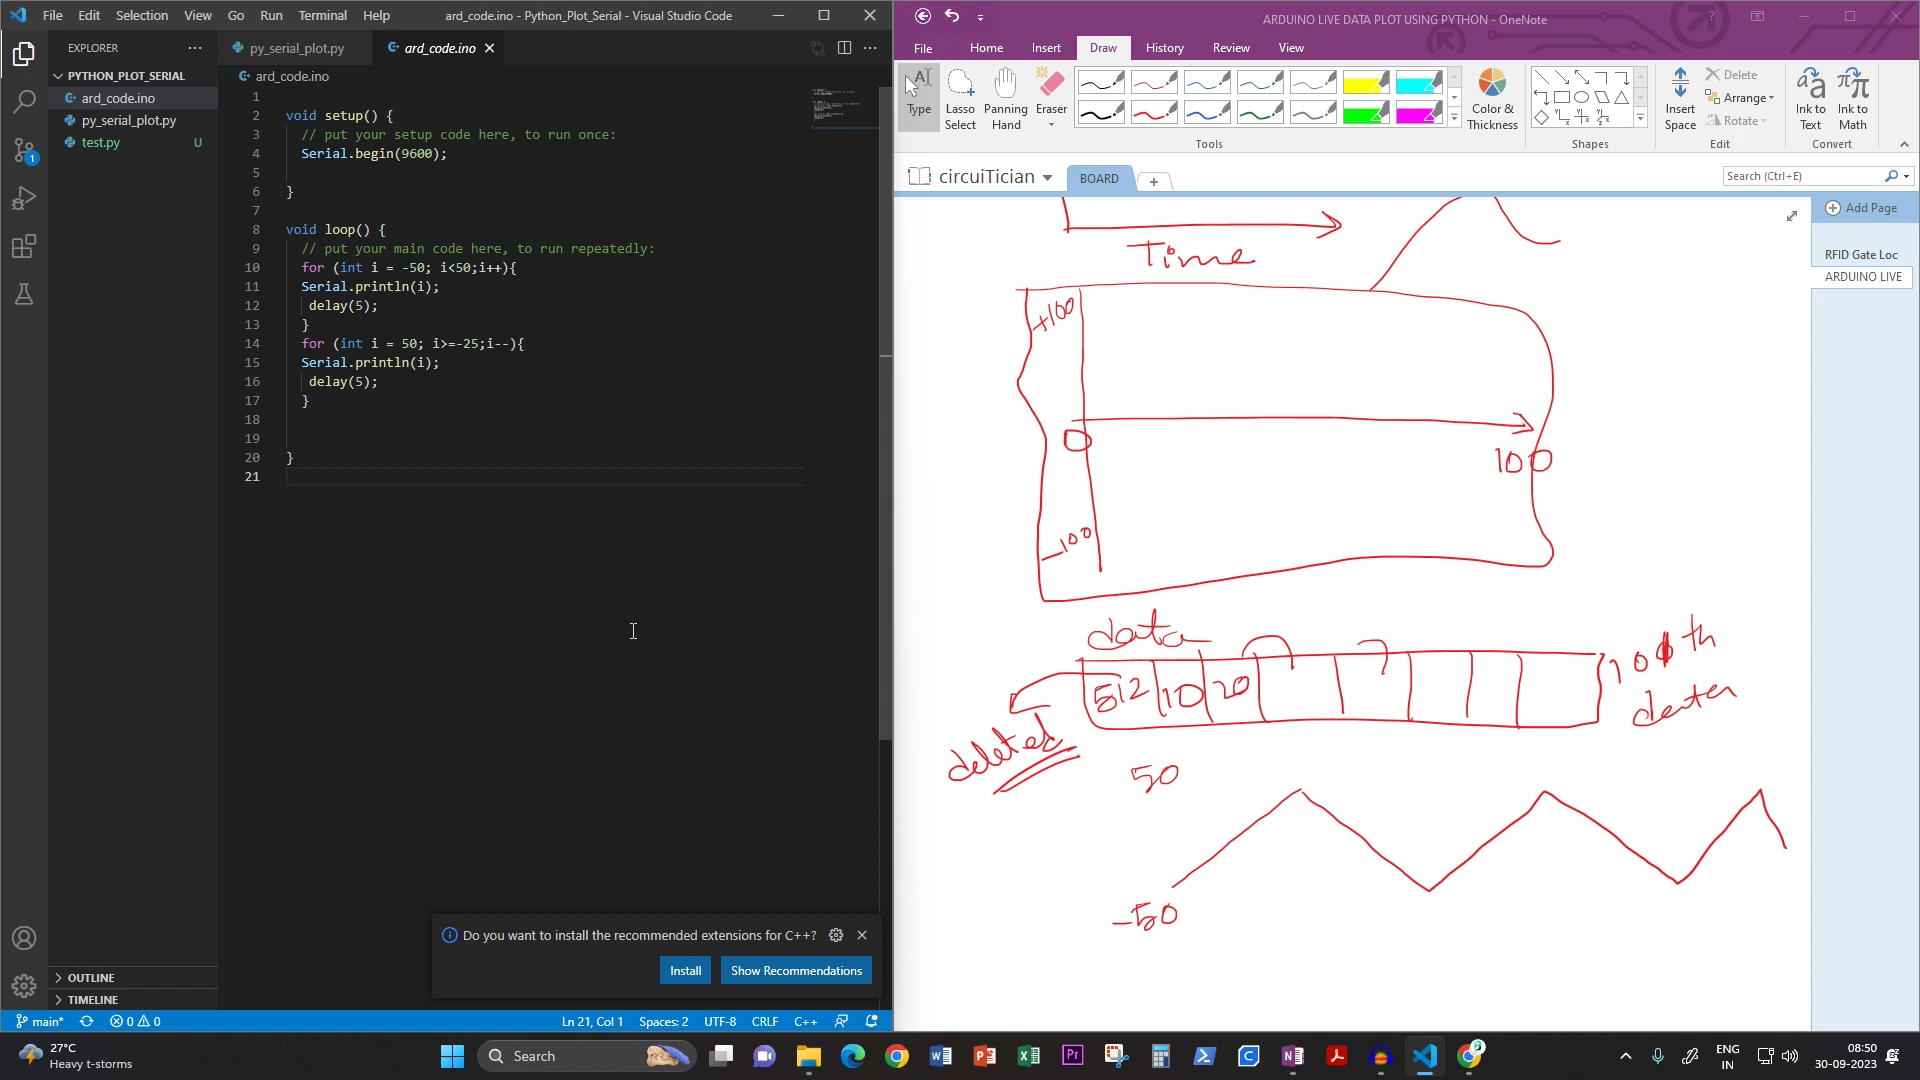 File Edit Selection View Go Run Terminal Help
ard_code.ino - Python_Plot_Serial - Visual Studio Code
EXPLORER
PYTHON_PLOT_SERIAL
ard_code.ino
py_serial_plot.py
test.py U
1
OUTLINE
TIMELINE
py_serial_plot.py
ard_code.ino
ard_code.ino
1
2 void setup() {
3 // put your setup code here, to run once:
4 Serial.begin(9600);
5
6 }
7
8 void loop() {
9 // put your main code here, to run repeatedly:
10 for (int i = -50; i<50;i++){
11 Serial.println(i);
12 delay(5);
13 }
14 for (int i = 50; i>=-25;i--){
15 Serial.println(i);
16 delay(5);
17 }
18
19
20 }
21
Do you want to install the recommended extensions for C++?
Install Show Recommendations
main* 0 0 Ln 21, Col 1 Spaces: 2 UTF-8 CRLF C++
ARDUINO LIVE DATA PLOT USING PYTHON - OneNote
File Home Insert Draw History Review View
Type
Lasso Select
Panning Hand
Eraser
Color & Thickness
Insert Space
Delete
Arrange
Rotate
Ink to Text
Ink to Math
Tools Shapes Edit Convert
circuiTician BOARD
Search (Ctrl+E)
Add Page
RFID Gate Loc
ARDUINO LIVE
Time
+100
0
100
-100
data
512 10 20
100th
data
deleted
50
-50
27°C
Heavy t-storms
Search
ENG
IN
08:50
30-09-2023